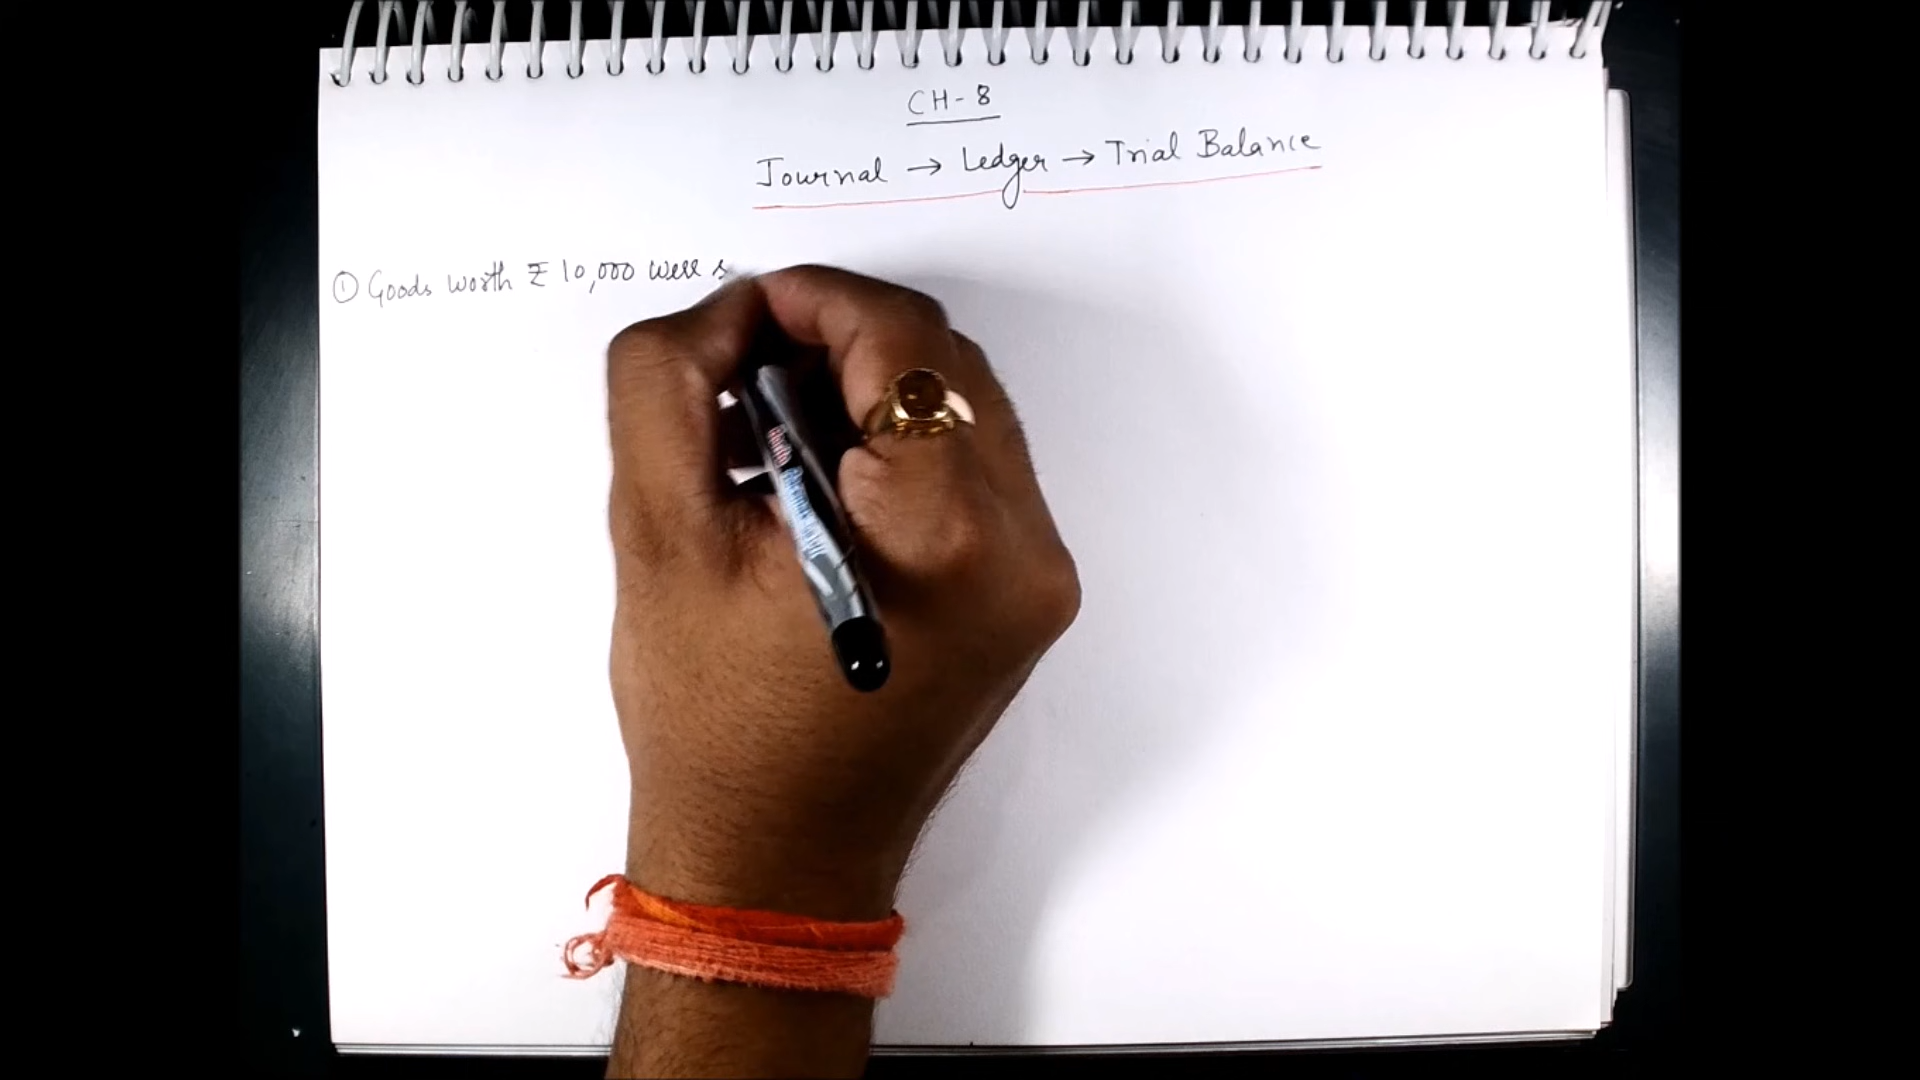 CH-8
Journal → Ledger → Trial Balance
① Goods worth ₹ 10,000 were s